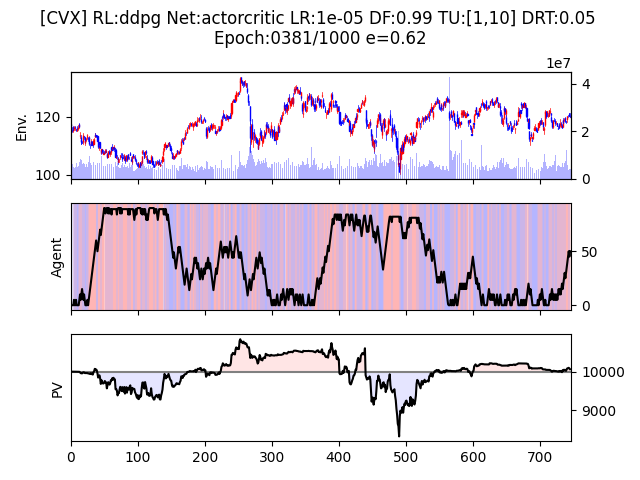 [CVX] RL:ddpg Net:actorcritic LR:1e-05 DF:0.99 TU:[1,10] DRT:0.05
Epoch:0381/1000 e=0.62
1e7
Env.
120
100
4
2
0
Agent
50
0
PV
10000
9000
0 100 200 300 400 500 600 700